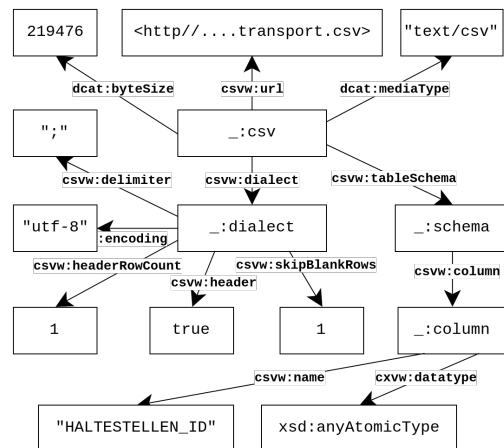 219476
<http//....transport.csv>
"text/csv"
dcat:byteSize
csvw:url
dcat:mediaType
";"
_:csv
csvw:delimiter
csvw:dialect
csvw:tableSchema
"utf-8"
:encoding
_:dialect
_:schema
csvw:headerRowCount
csvw:header
csvw:skipBlankRows
csvw:column
1
true
1
_:column
csvw:name
cxvw:datatype
"HALTESTELLEN_ID"
xsd:anyAtomicType